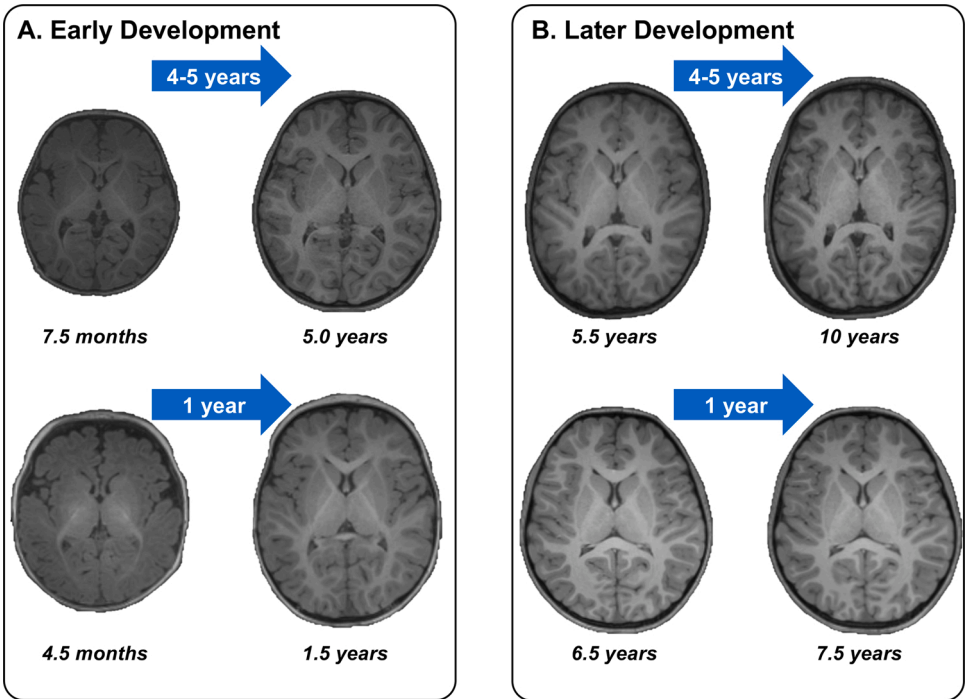 A. Early Development
4-5 years
7.5 months
5.0 years
1 year
4.5 months
1.5 years
B. Later Development
4-5 years
5.5 years
10 years
1 year
6.5 years
7.5 years